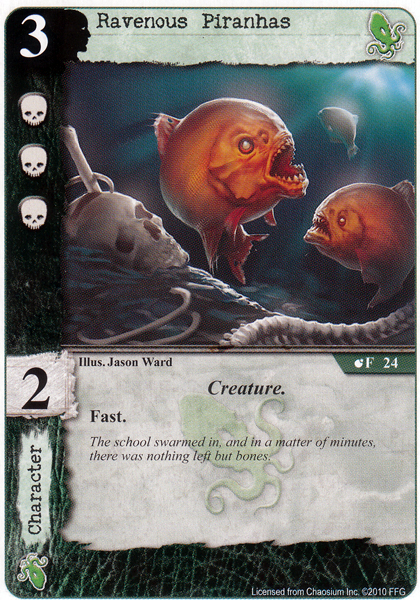 3
Ravenous Piranhas
Illus. Jason Ward
F 24
2
Creature.
Fast.
The school swarmed in, and in a matter of minutes,
there was nothing left but bones.
Character
Licensed from Chaosium Inc. ©2010 FFG